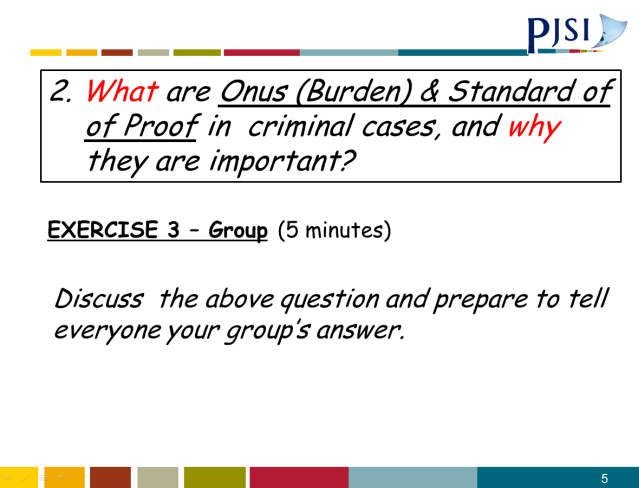 PJSI
2. What are Onus (Burden) & Standard of
of Proof in criminal cases, and why
they are important?
EXERCISE 3 – Group (5 minutes)
Discuss the above question and prepare to tell
everyone your group's answer.
5